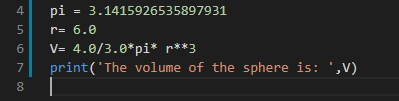 4 pi = 3.1415926535897931
5 r= 6.0
6 V= 4.0/3.0*pi* r**3
7 print('The volume of the sphere is: ',V)
8